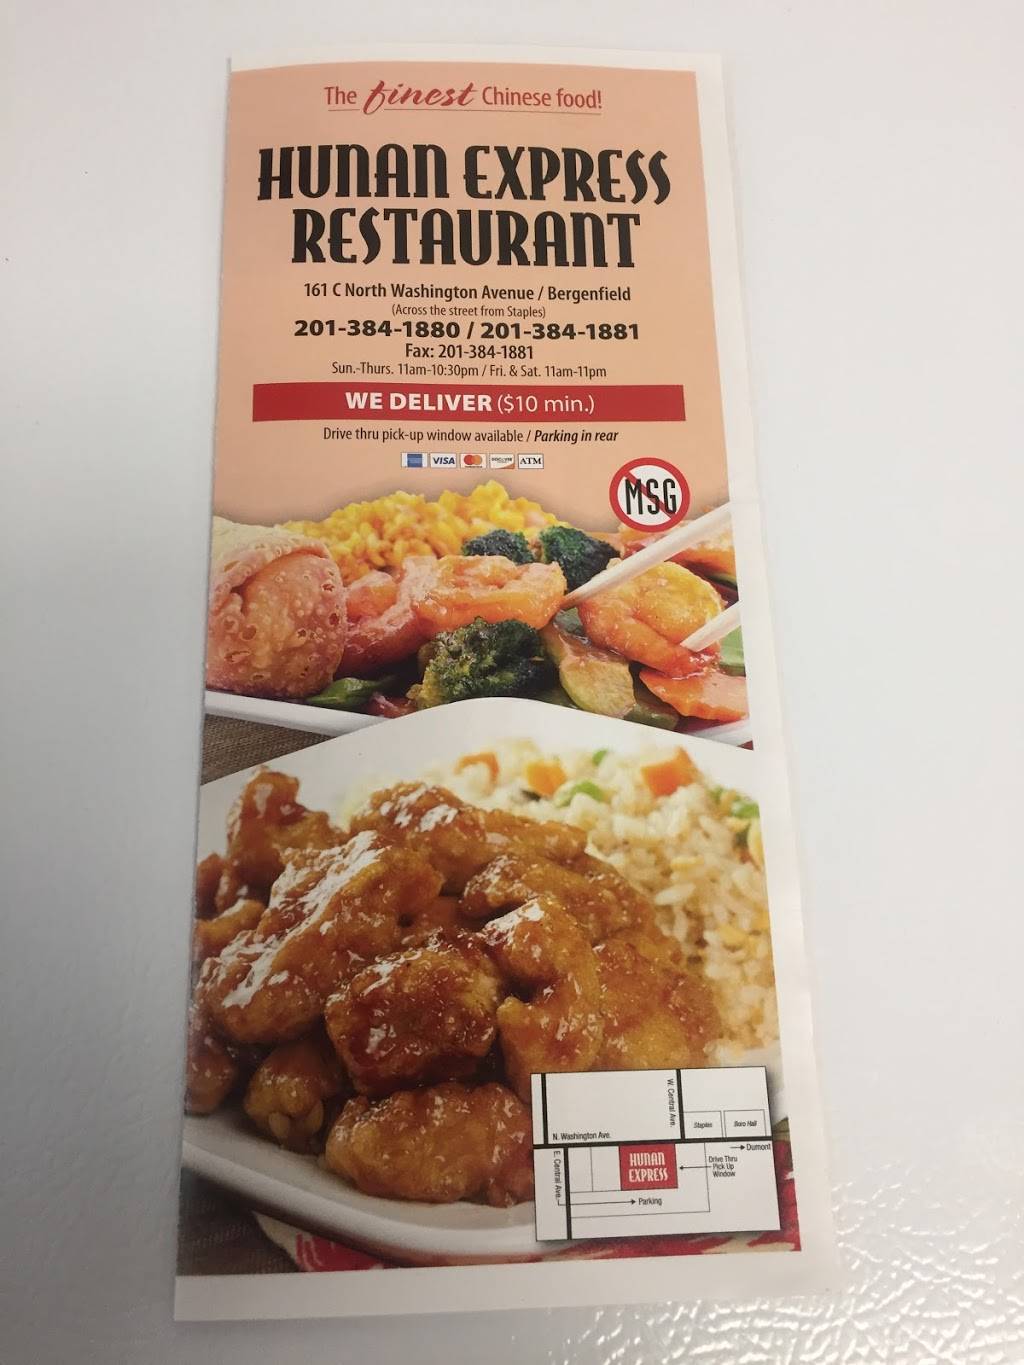 The finest Chinese food!
HUNAN EXPRESS
RESTAURANT
161 C North Washington Avenue / Bergenfield
(Across the street from Staples)
201-384-1880 / 201-384-1881
Fax: 201-384-1881
Sun.-Thurs. 11am-10:30pm / Fri. & Sat. 11am-11pm
WE DELIVER ($10 min.)
Drive thru pick-up window available / Parking in rear
VISA
DISCOVER
ATM
MSG
W. Central Ave.
Staples
Boro Hall
N. Washington Ave.
Dumont
E. Central Ave.
HUNAN
EXPRESS
Drive Thru
Pick Up
Window
Parking